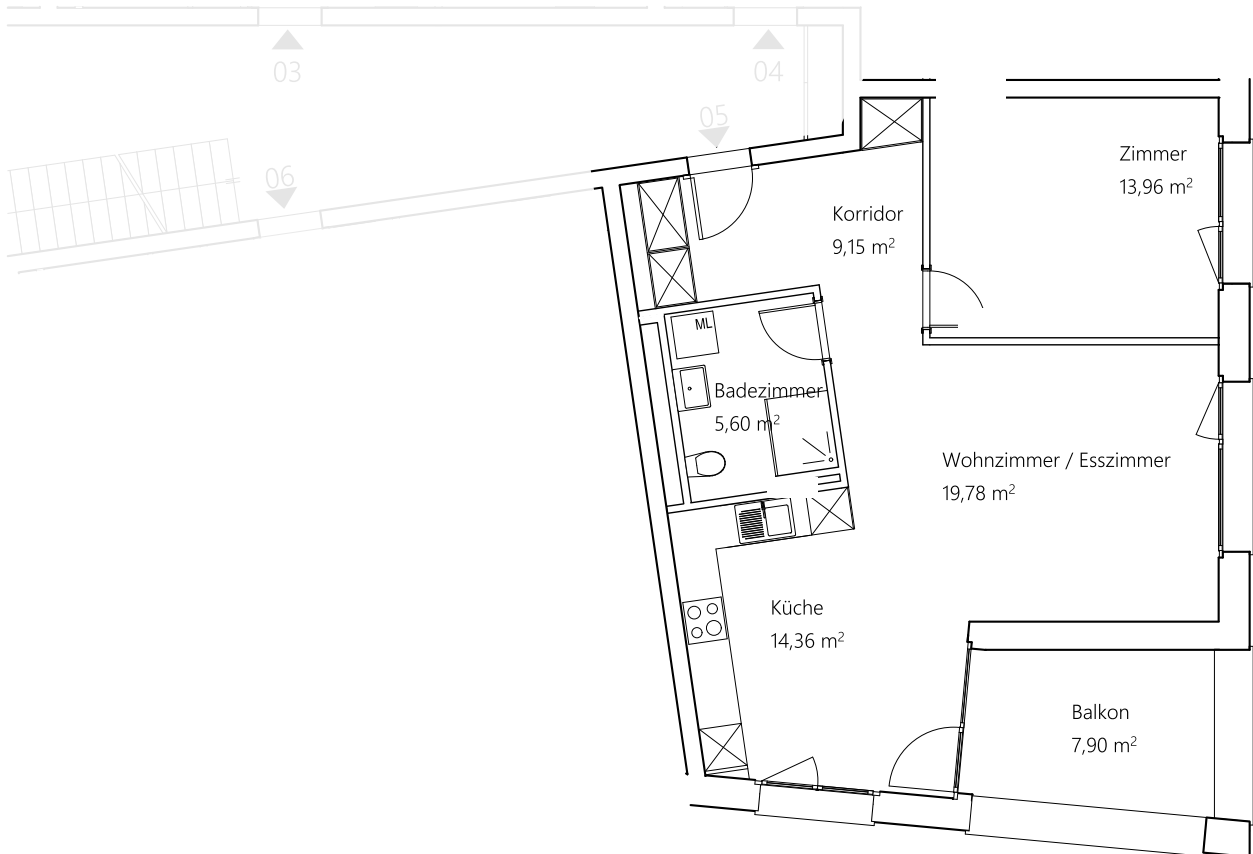 03
04
05
06
Zimmer
13,96 m²
Korridor
9,15 m²
ML
Badezimmer
5,60 m²
Wohnzimmer / Esszimmer
19,78 m²
Küche
14,36 m²
Balkon
7,90 m²